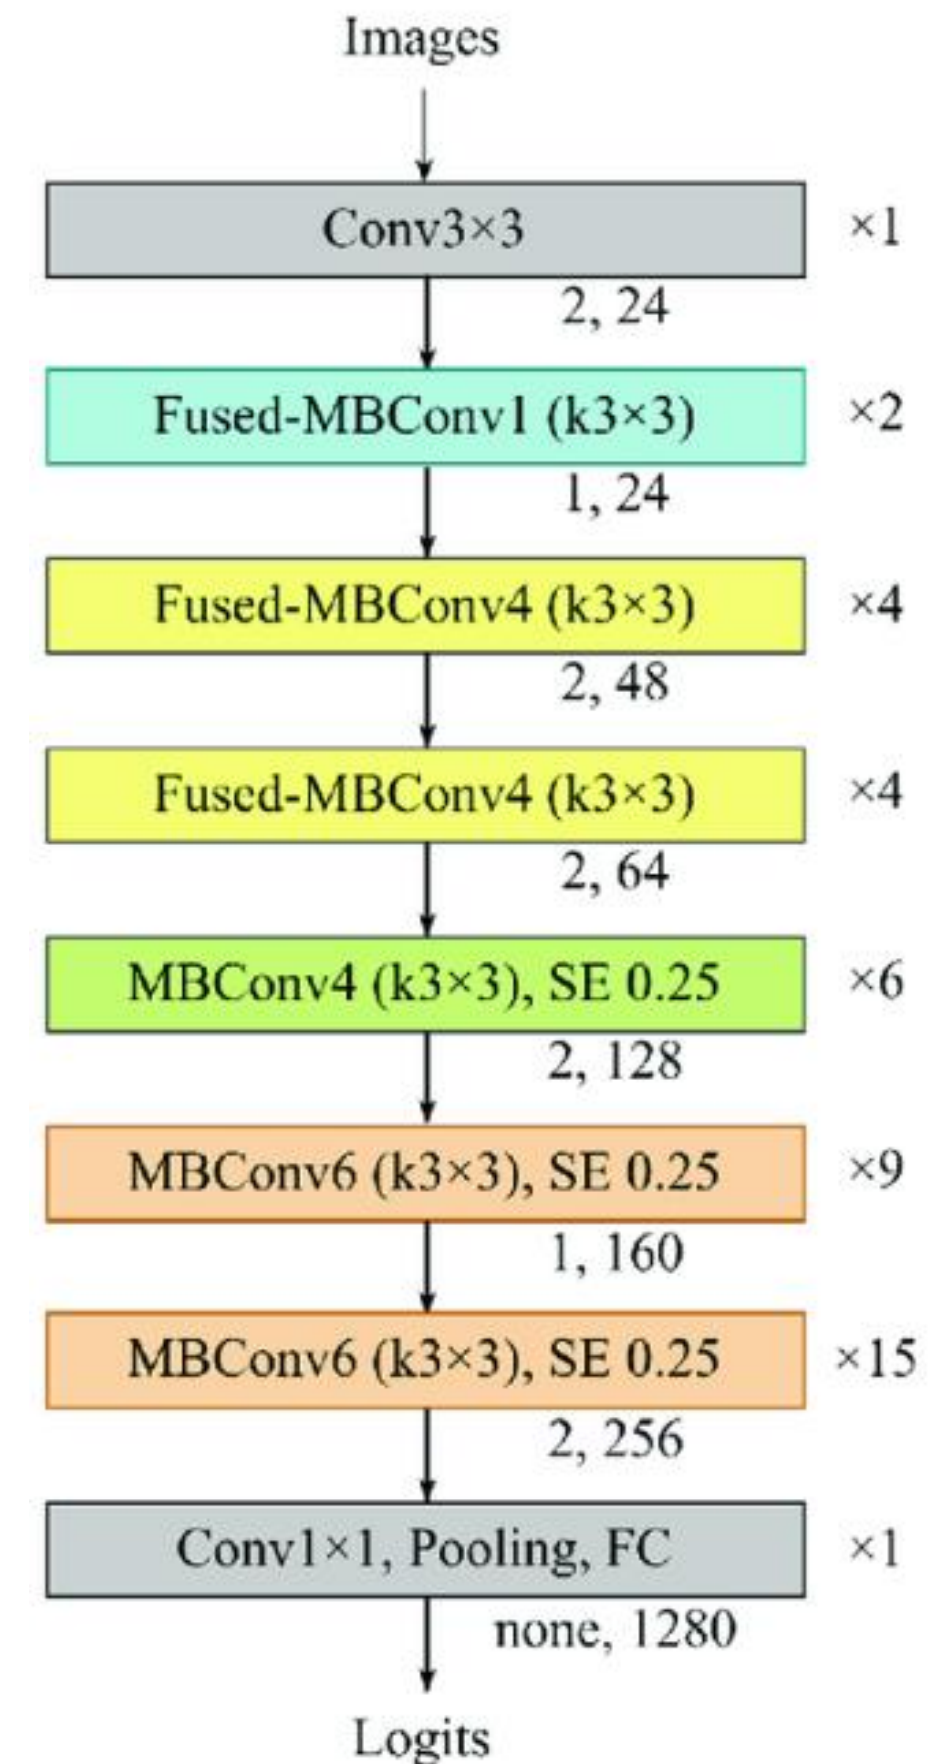 Images
Conv3×3 ×1
2, 24
Fused-MBConv1 (k3×3) ×2
1, 24
Fused-MBConv4 (k3×3) ×4
2, 48
Fused-MBConv4 (k3×3) ×4
2, 64
MBConv4 (k3×3), SE 0.25 ×6
2, 128
MBConv6 (k3×3), SE 0.25 ×9
1, 160
MBConv6 (k3×3), SE 0.25 ×15
2, 256
Conv1×1, Pooling, FC ×1
none, 1280
Logits